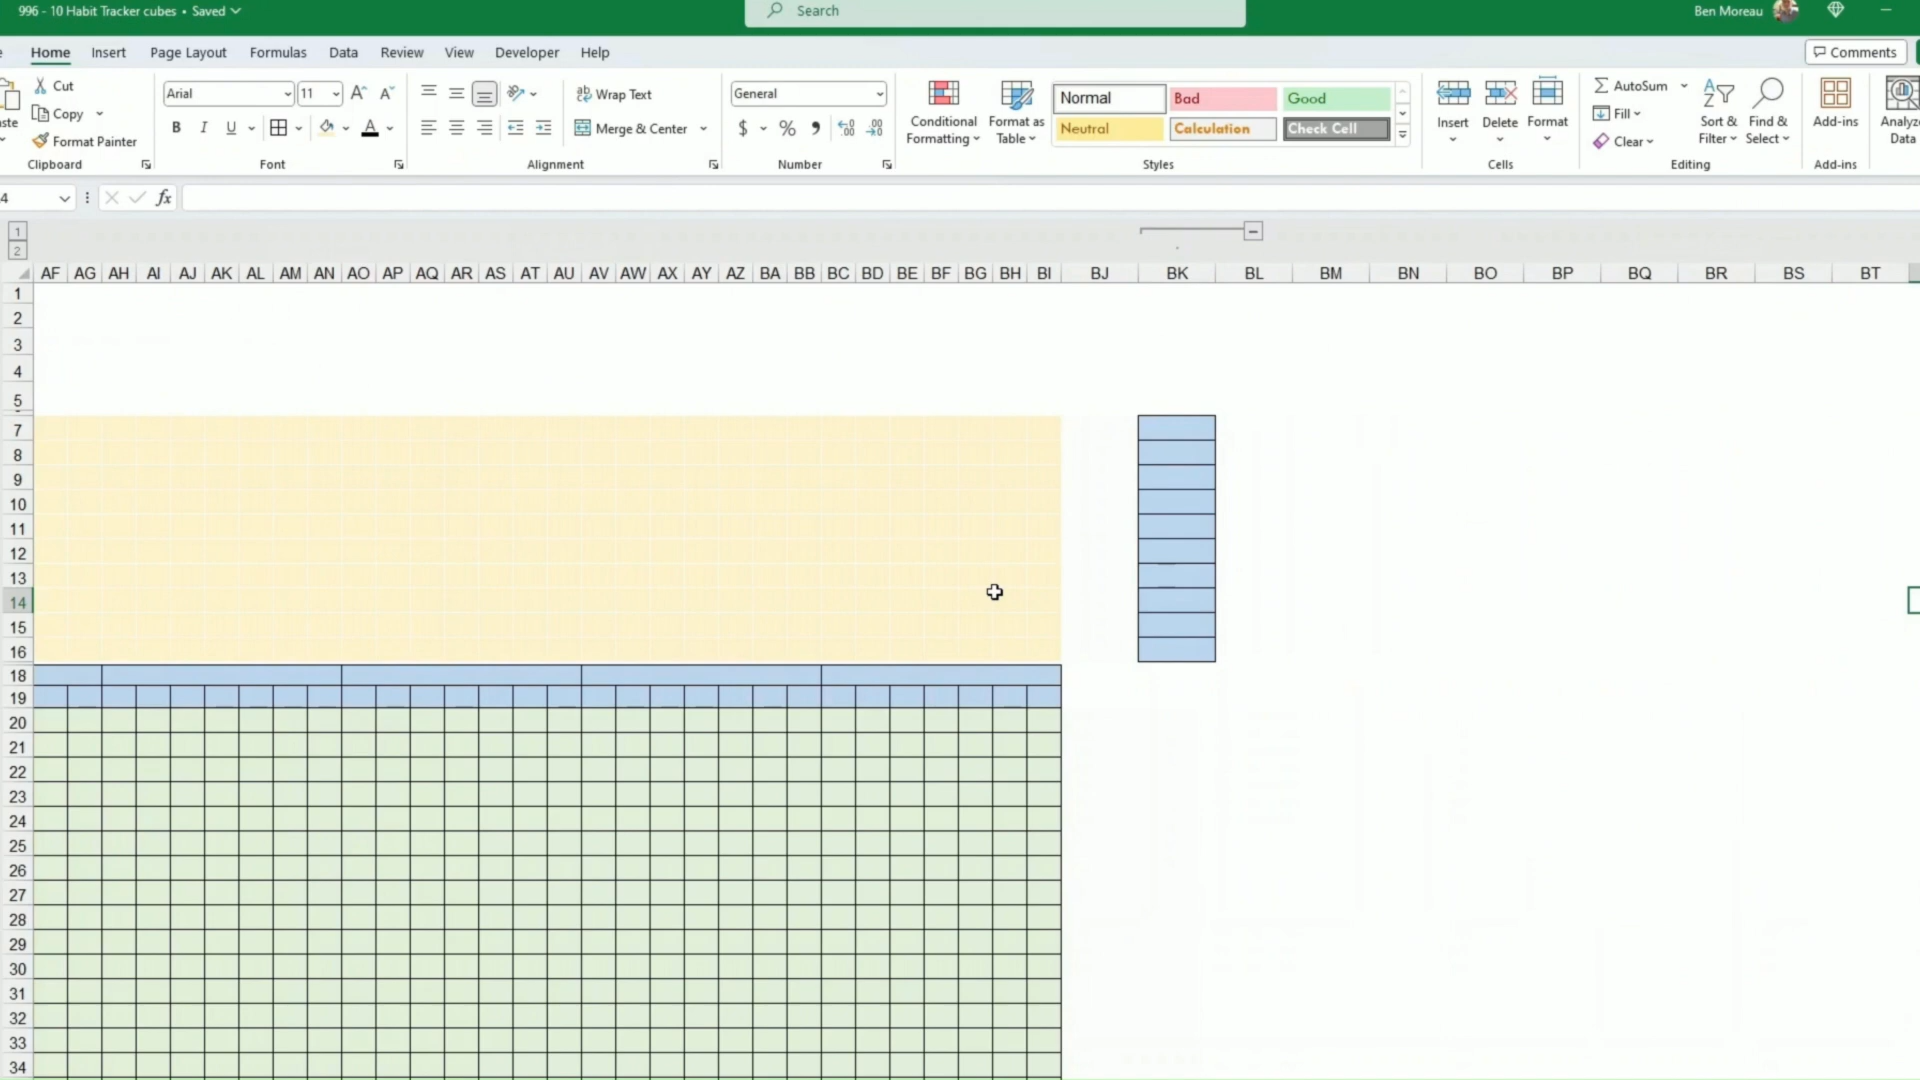 996 - 10 Habit Tracker cubes • Saved
Search
Ben Moreau
Home Insert Page Layout Formulas Data Review View Developer Help
Comments
Cut
Copy
Format Painter
Clipboard
Arial 11
B I U A
Font
Wrap Text
Merge & Center
Alignment
General
$ %
Number
Conditional Formatting
Format as Table
Normal Bad Good
Neutral Calculation Check Cell
Styles
Insert Delete Format
Cells
AutoSum
Fill
Clear
Sort & Filter
Find & Select
Editing
Add-ins
Add-ins
Analyze Data
4 fx
1
2
AF AG AH AI AJ AK AL AM AN AO AP AQ AR AS AT AU AV AW AX AY AZ BA BB BC BD BE BF BG BH BI BJ BK BL BM BN BO BP BQ BR BS BT
1
2
3
4
5
7
8
9
10
11
12
13
14
15
16
18
19
20
21
22
23
24
25
26
27
28
29
30
31
32
33
34